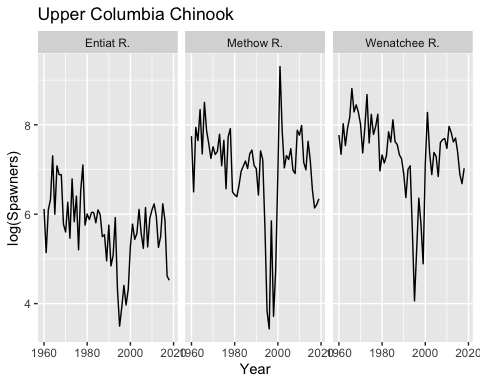 Upper Columbia Chinook
Entiat R. Methow R. Wenatchee R.
log(Spawners)
8
6
4
1960 1980 2000 2020 1960 1980 2000 2020 1960 1980 2000 2020
Year